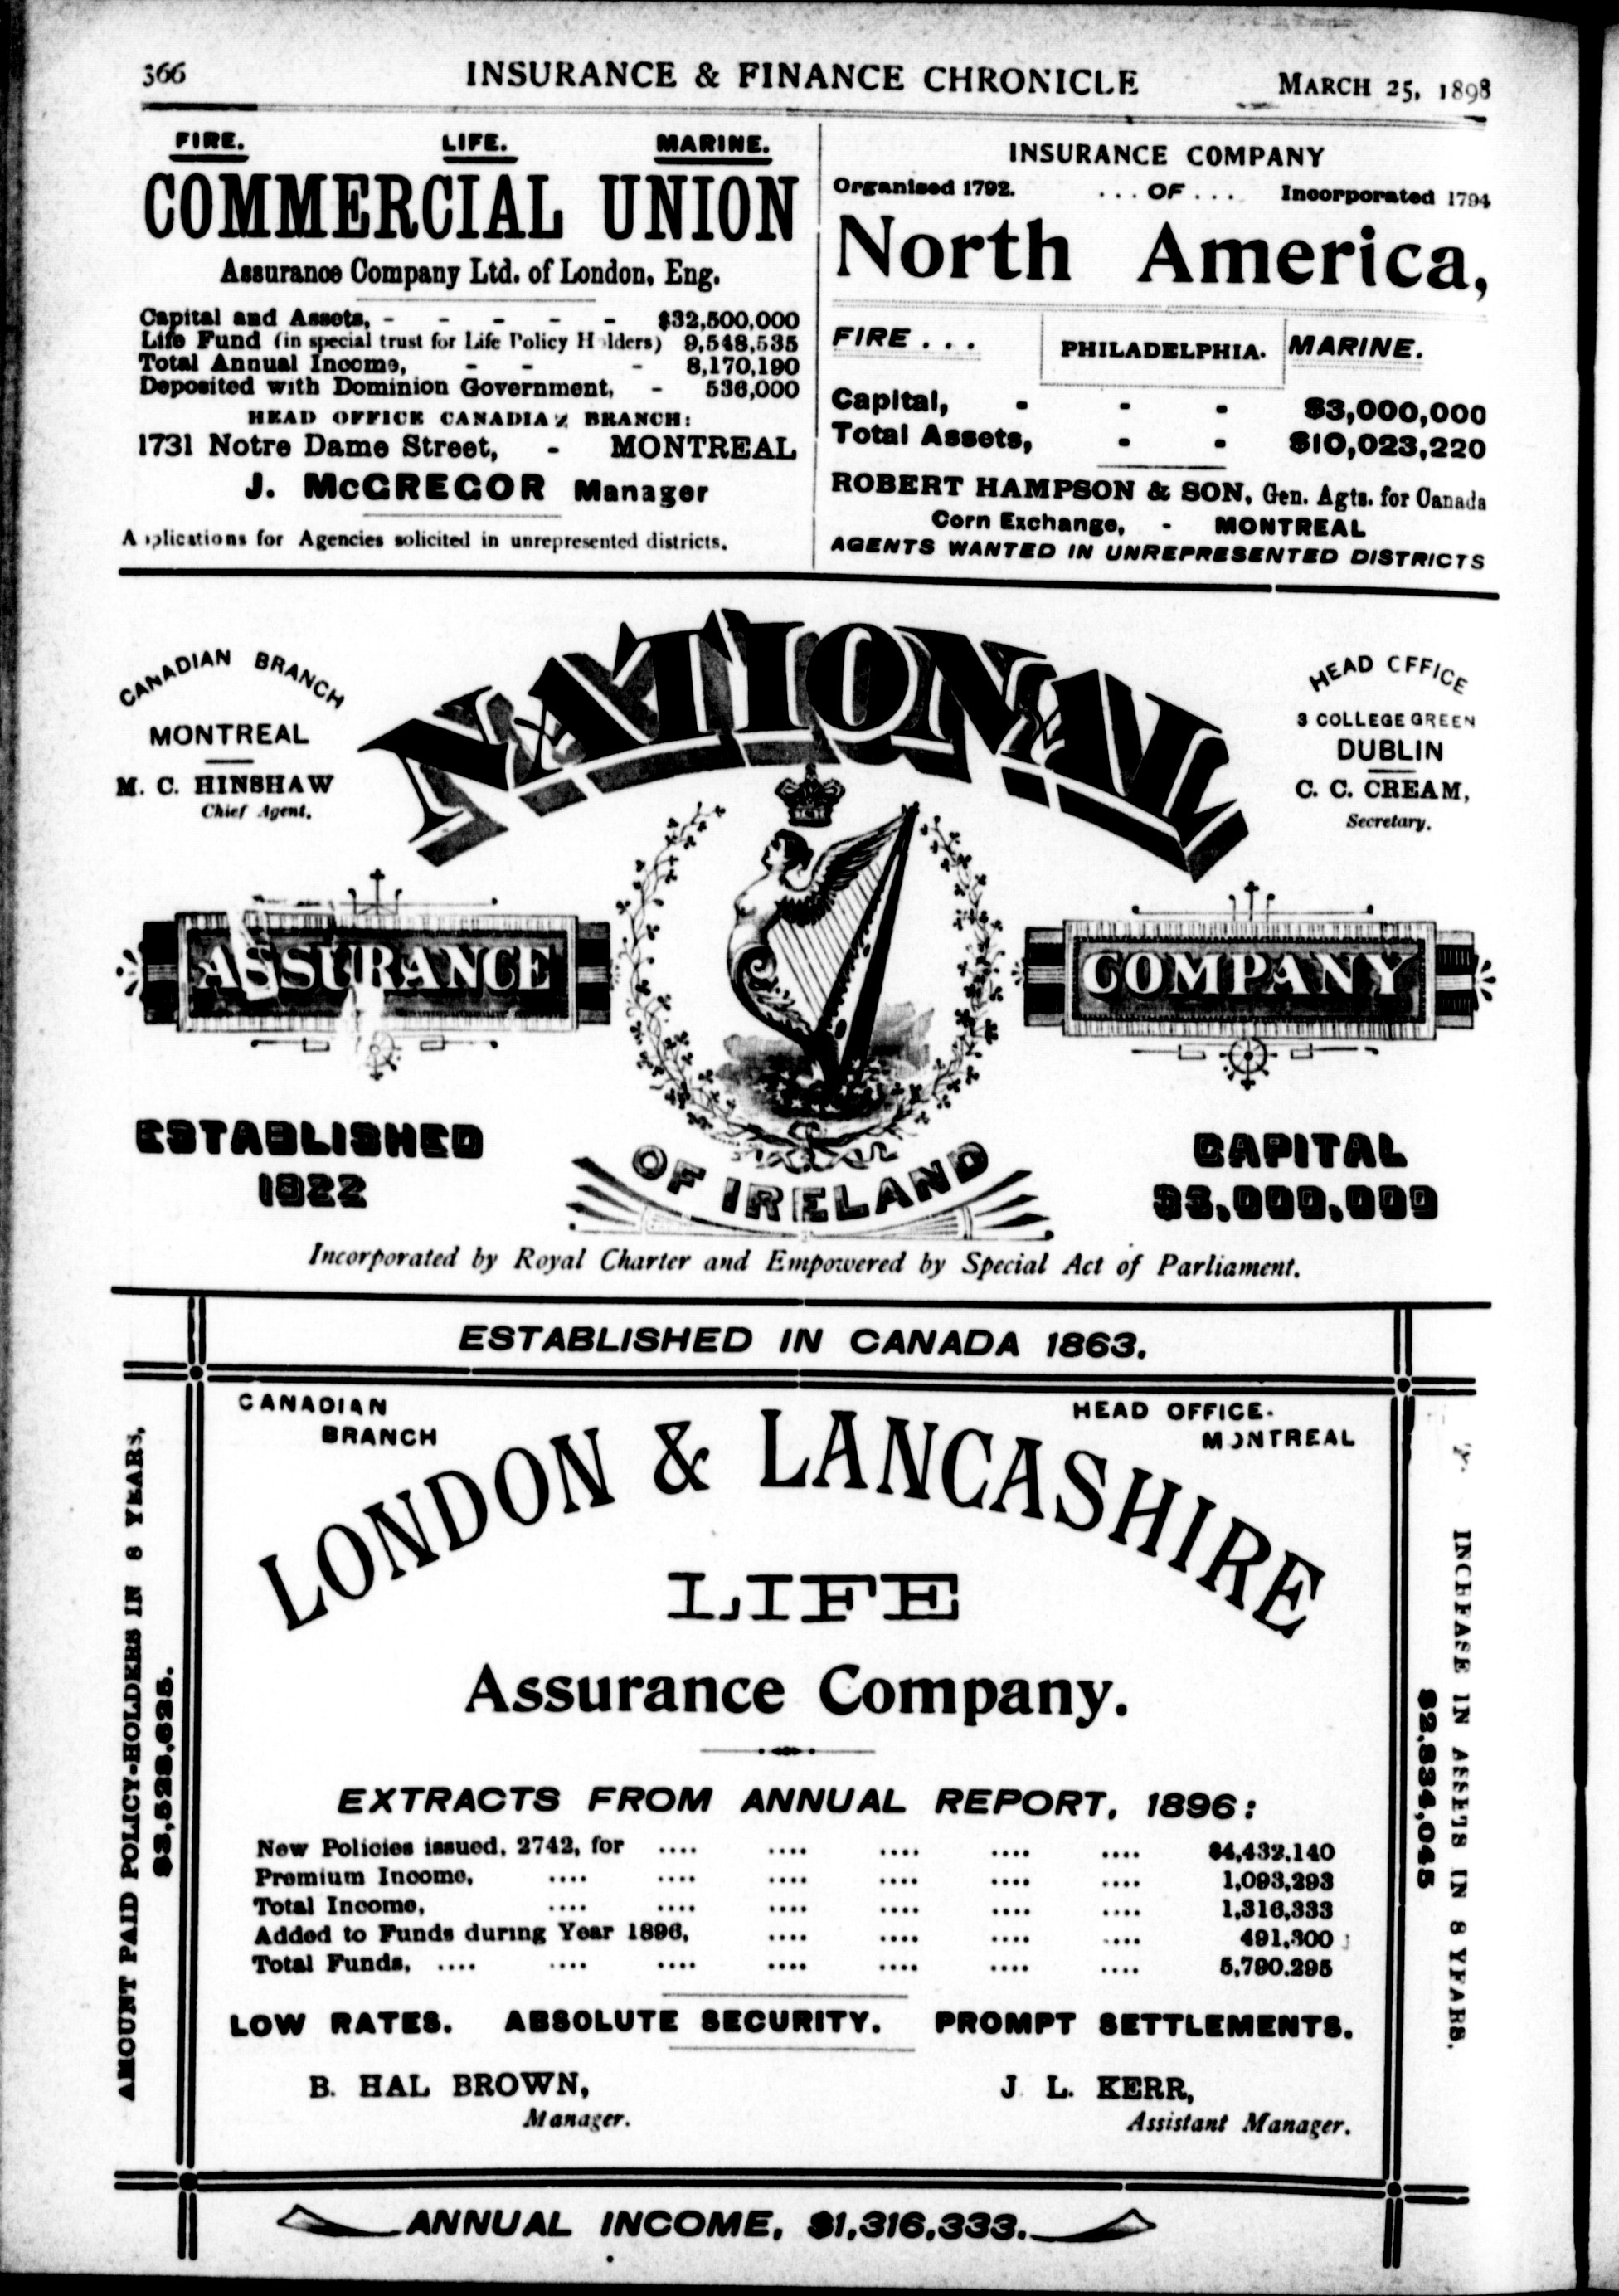 366 INSURANCE & FINANCE CHRONICLE MARCH 25, 1898
FIRE. LIFE. MARINE.
COMMERCIAL UNION
Assurance Company Ltd. of London, Eng.
Capital and Assets, - - - - - $32,500,000
Life Fund (in special trust for Life Policy H lders) 9,548,535
Total Annual Income, - - - 8,170,190
Deposited with Dominion Government, - 536,000
HEAD OFFICE CANADIAN BRANCH:
1731 Notre Dame Street, - MONTREAL
J. McGREGOR Manager
Applications for Agencies solicited in unrepresented districts.
INSURANCE COMPANY
Organised 1792. ... OF ... Incorporated 1794
North America,
FIRE ... PHILADELPHIA. MARINE.
Capital, - - - $3,000,000
Total Assets, - - $10,023,220
ROBERT HAMPSON & SON, Gen. Agts. for Canada
Corn Exchange, - MONTREAL
AGENTS WANTED IN UNREPRESENTED DISTRICTS
CANADIAN BRANCH
MONTREAL
M. C. HINSHAW
Chief Agent.
NATIONAL
HEAD OFFICE
3 COLLEGE GREEN
DUBLIN
C. C. CREAM,
Secretary.
ASSURANCE
COMPANY
ESTABLISHED
1822
OF IRELAND
CAPITAL
$3,000,000
Incorporated by Royal Charter and Empowered by Special Act of Parliament.
ESTABLISHED IN CANADA 1863.
AMOUNT PAID POLICY-HOLDERS IN 8 YEARS,
$3,528,625.
CANADIAN
BRANCH
HEAD OFFICE-
MONTREAL
LONDON & LANCASHIRE
LIFE
Assurance Company.
EXTRACTS FROM ANNUAL REPORT, 1896:
New Policies issued, 2742, for .... .... .... .... .... $4,432.140
Premium Income, .... .... .... .... .... .... 1,093,293
Total Income, .... .... .... .... .... .... 1,316,333
Added to Funds during Year 1896, .... .... .... .... 491,300
Total Funds, .... .... .... .... .... .... .... 5,790.295
LOW RATES. ABSOLUTE SECURITY. PROMPT SETTLEMENTS.
B. HAL BROWN,
Manager.
J. L. KERR,
Assistant Manager.
INCREASE IN ASSETS IN 8 YEARS.
$2,834,045
ANNUAL INCOME, $1,316,333.